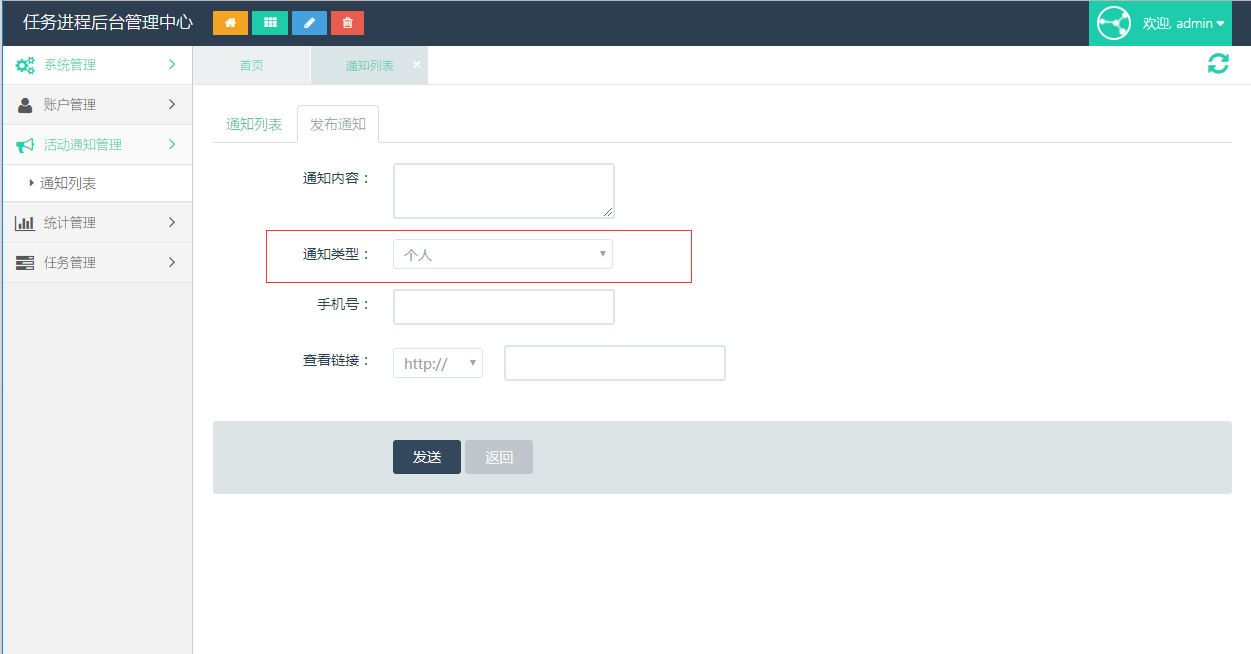 任务进程后台管理中心
欢迎, admin
系统管理
账户管理
活动通知管理
通知列表
统计管理
任务管理
首页
通知列表 ×
通知列表
发布通知
通知内容：
通知类型： 个人
手机号：
查看链接： http://
发送 返回